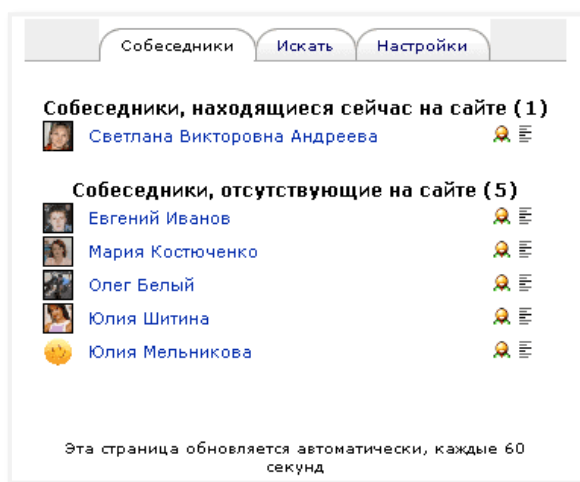 Собеседники Искать Настройки
Собеседники, находящиеся сейчас на сайте (1)
Светлана Викторовна Андреева
Собеседники, отсутствующие на сайте (5)
Евгений Иванов
Мария Костюченко
Олег Белый
Юлия Шитина
Юлия Мельникова
Эта страница обновляется автоматически, каждые 60
секунд